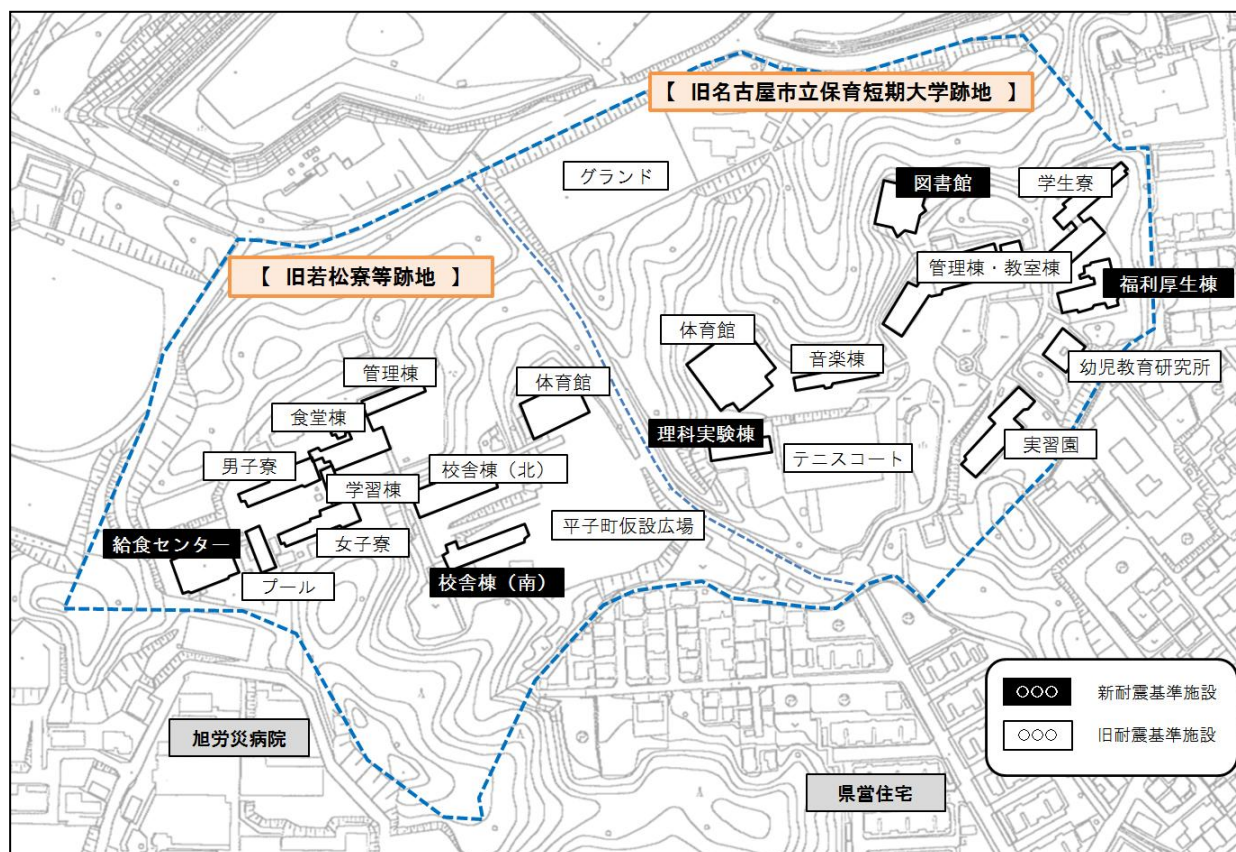 【 旧名古屋市立保育短期大学跡地 】
グランド
図書館
学生寮
【 旧若松寮等跡地 】
管理棟・教室棟
福利厚生棟
体育館
音楽棟
幼児教育研究所
管理棟
体育館
食堂棟
理科実験棟
実習園
男子寮
校舎棟（北）
テニスコート
学習棟
平子町仮設広場
給食センター
女子寮
プール
校舎棟（南）
○○○ 新耐震基準施設
○○○ 旧耐震基準施設
旭労災病院
県営住宅